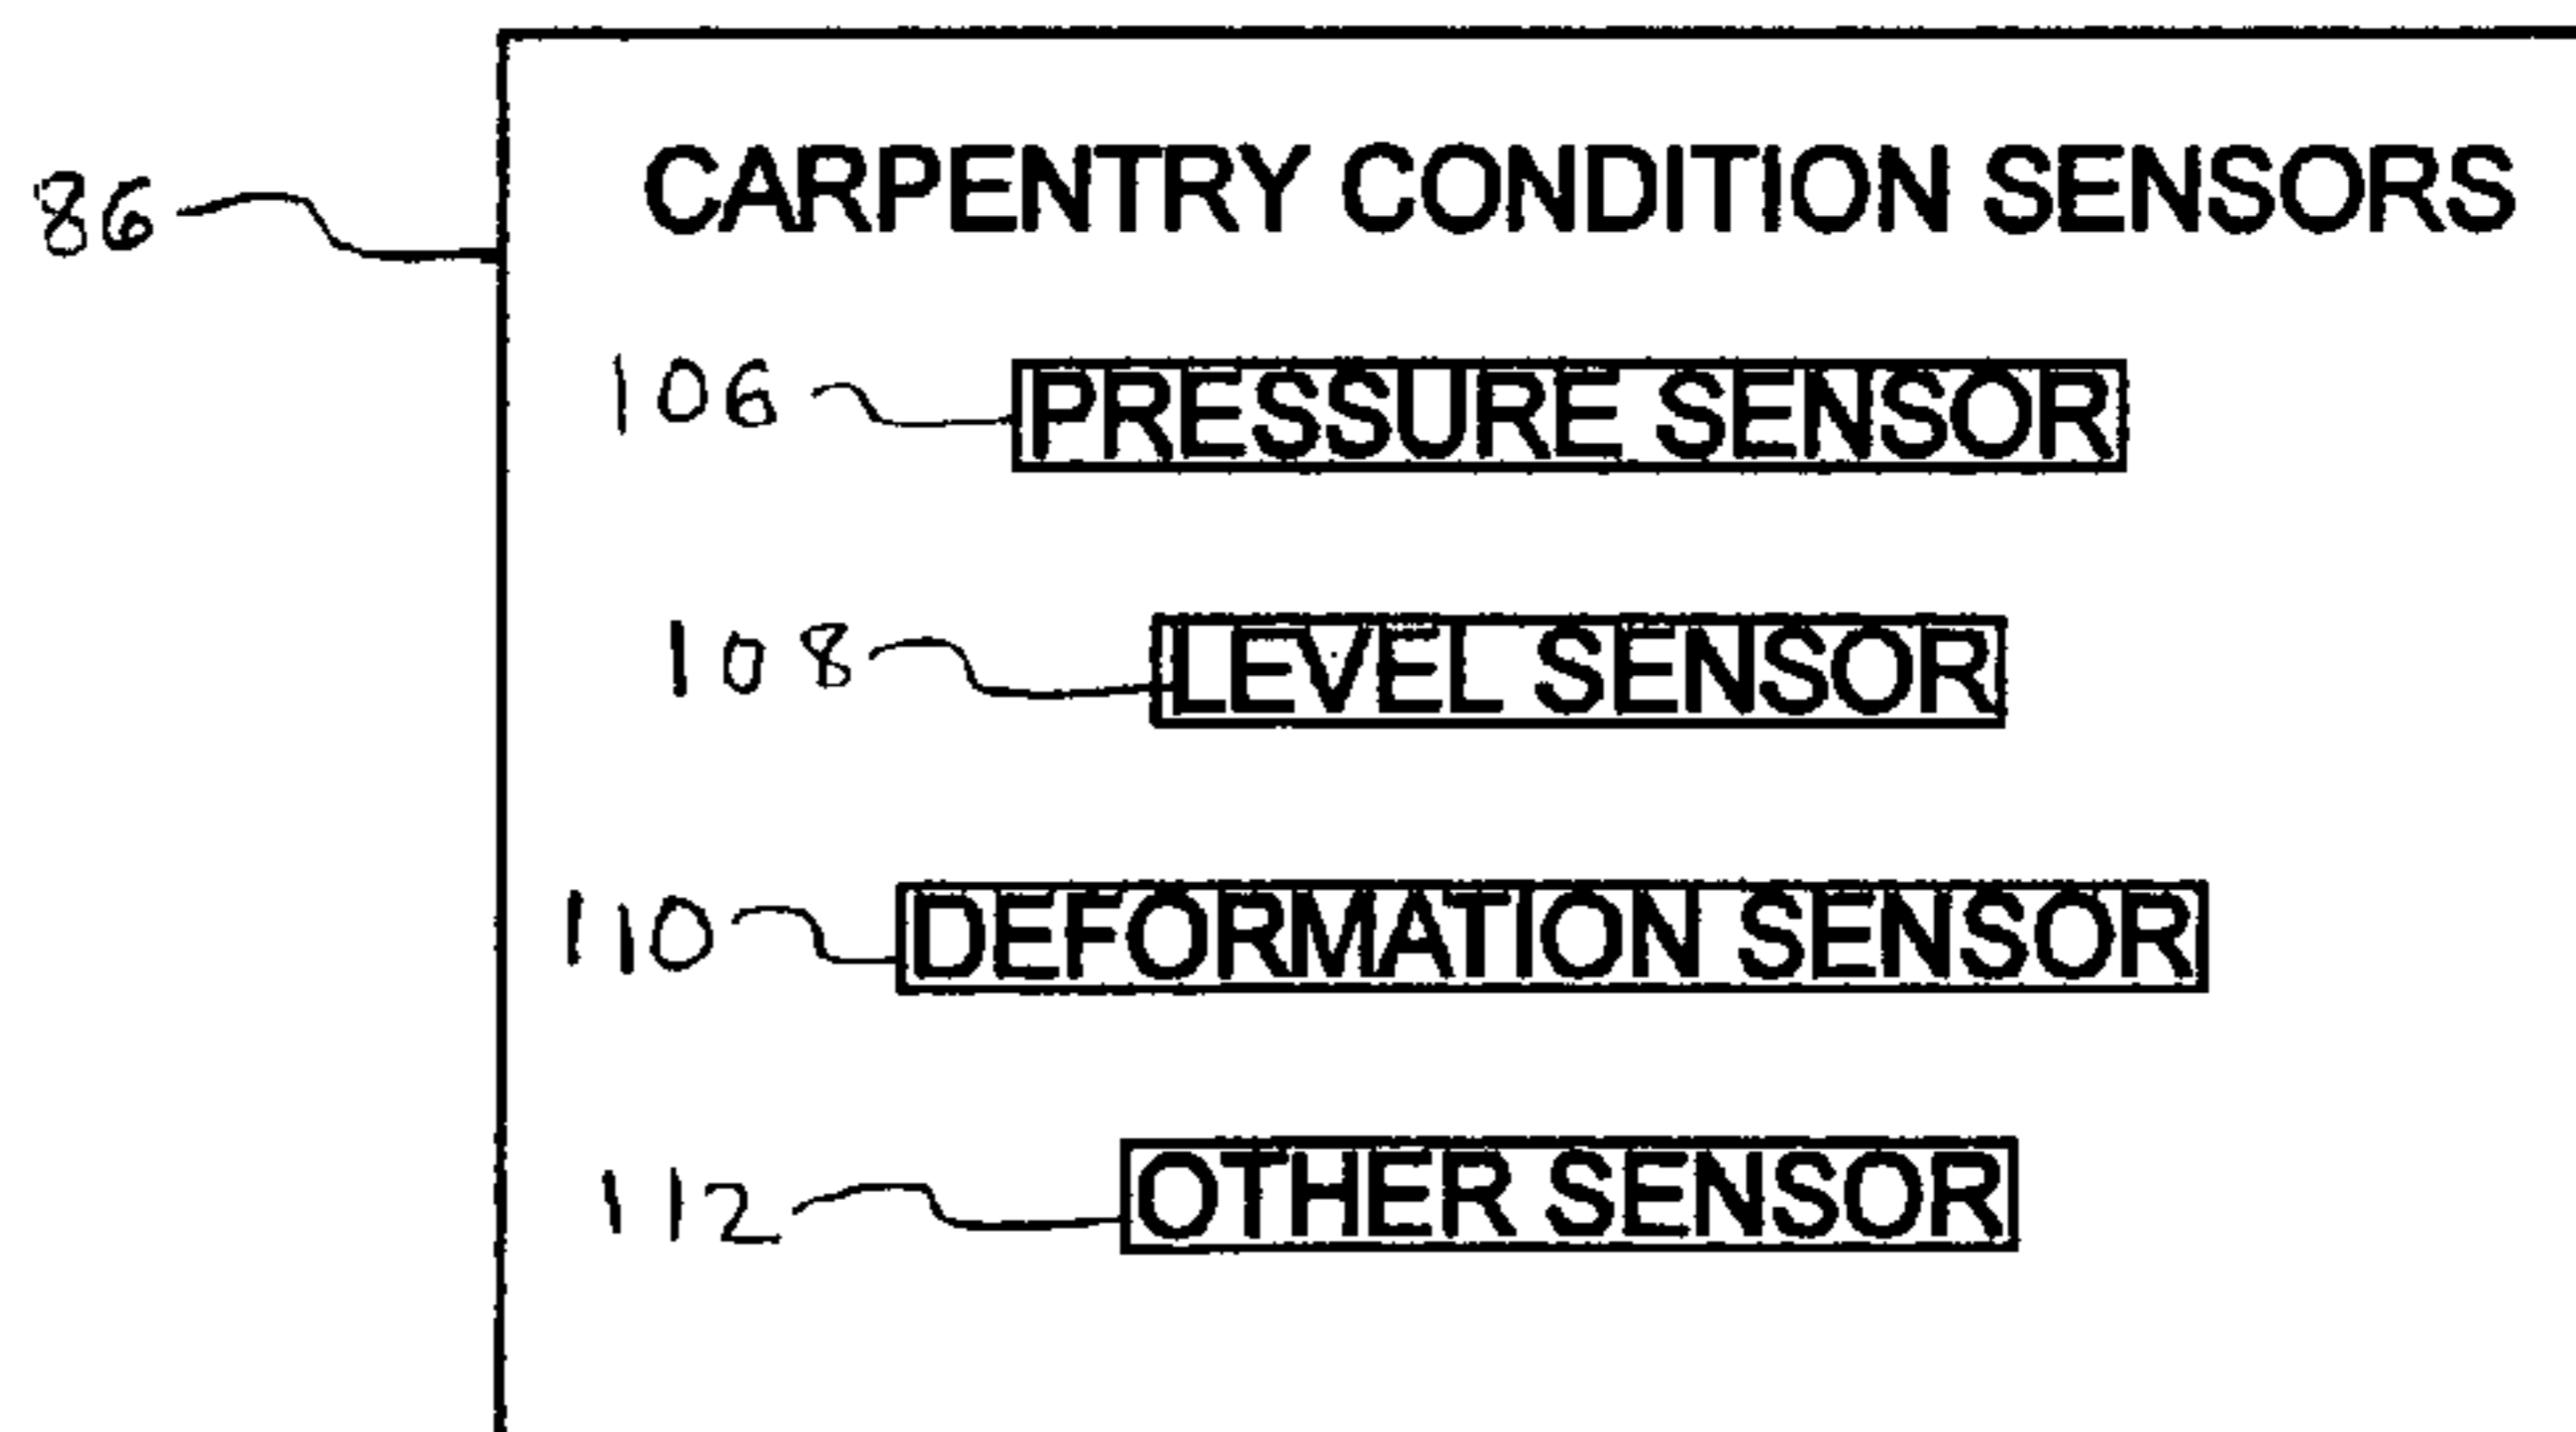 CARPENTRY CONDITION SENSORS
86
106 PRESSURE SENSOR
108 LEVEL SENSOR
110 DEFORMATION SENSOR
112 OTHER SENSOR